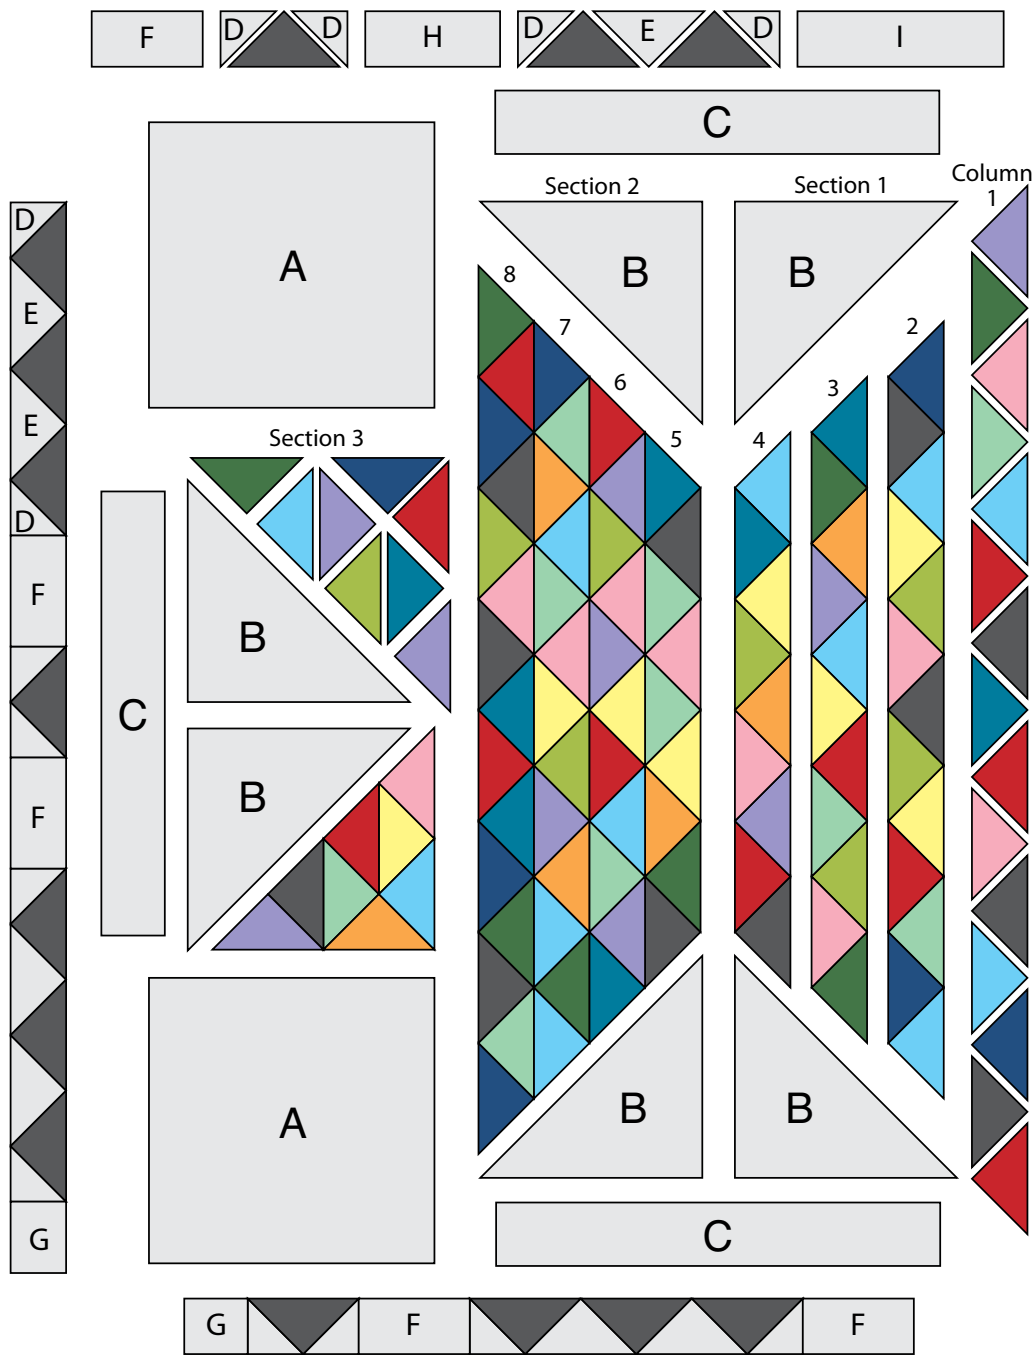 F D D H D E D I
C
Section 2 Section 1 Column
1
D
A B B
8
E
7
2
6
3
E
Section 3
5 4
D
F
B
C
B
F
A B B
C
G
G F F